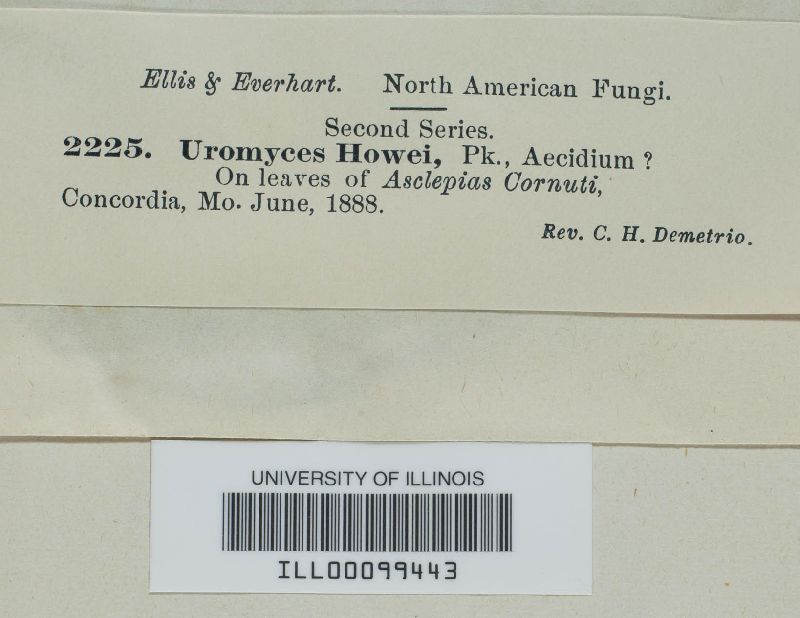 Ellis & Everhart. North American Fungi.
Second Series.
2225. Uromyces Howei, Pk., Aecidium ?
On leaves of Asclepias Cornuti,
Concordia, Mo. June, 1888.
Rev. C. H. Demetrio.
UNIVERSITY OF ILLINOIS
ILL00099443